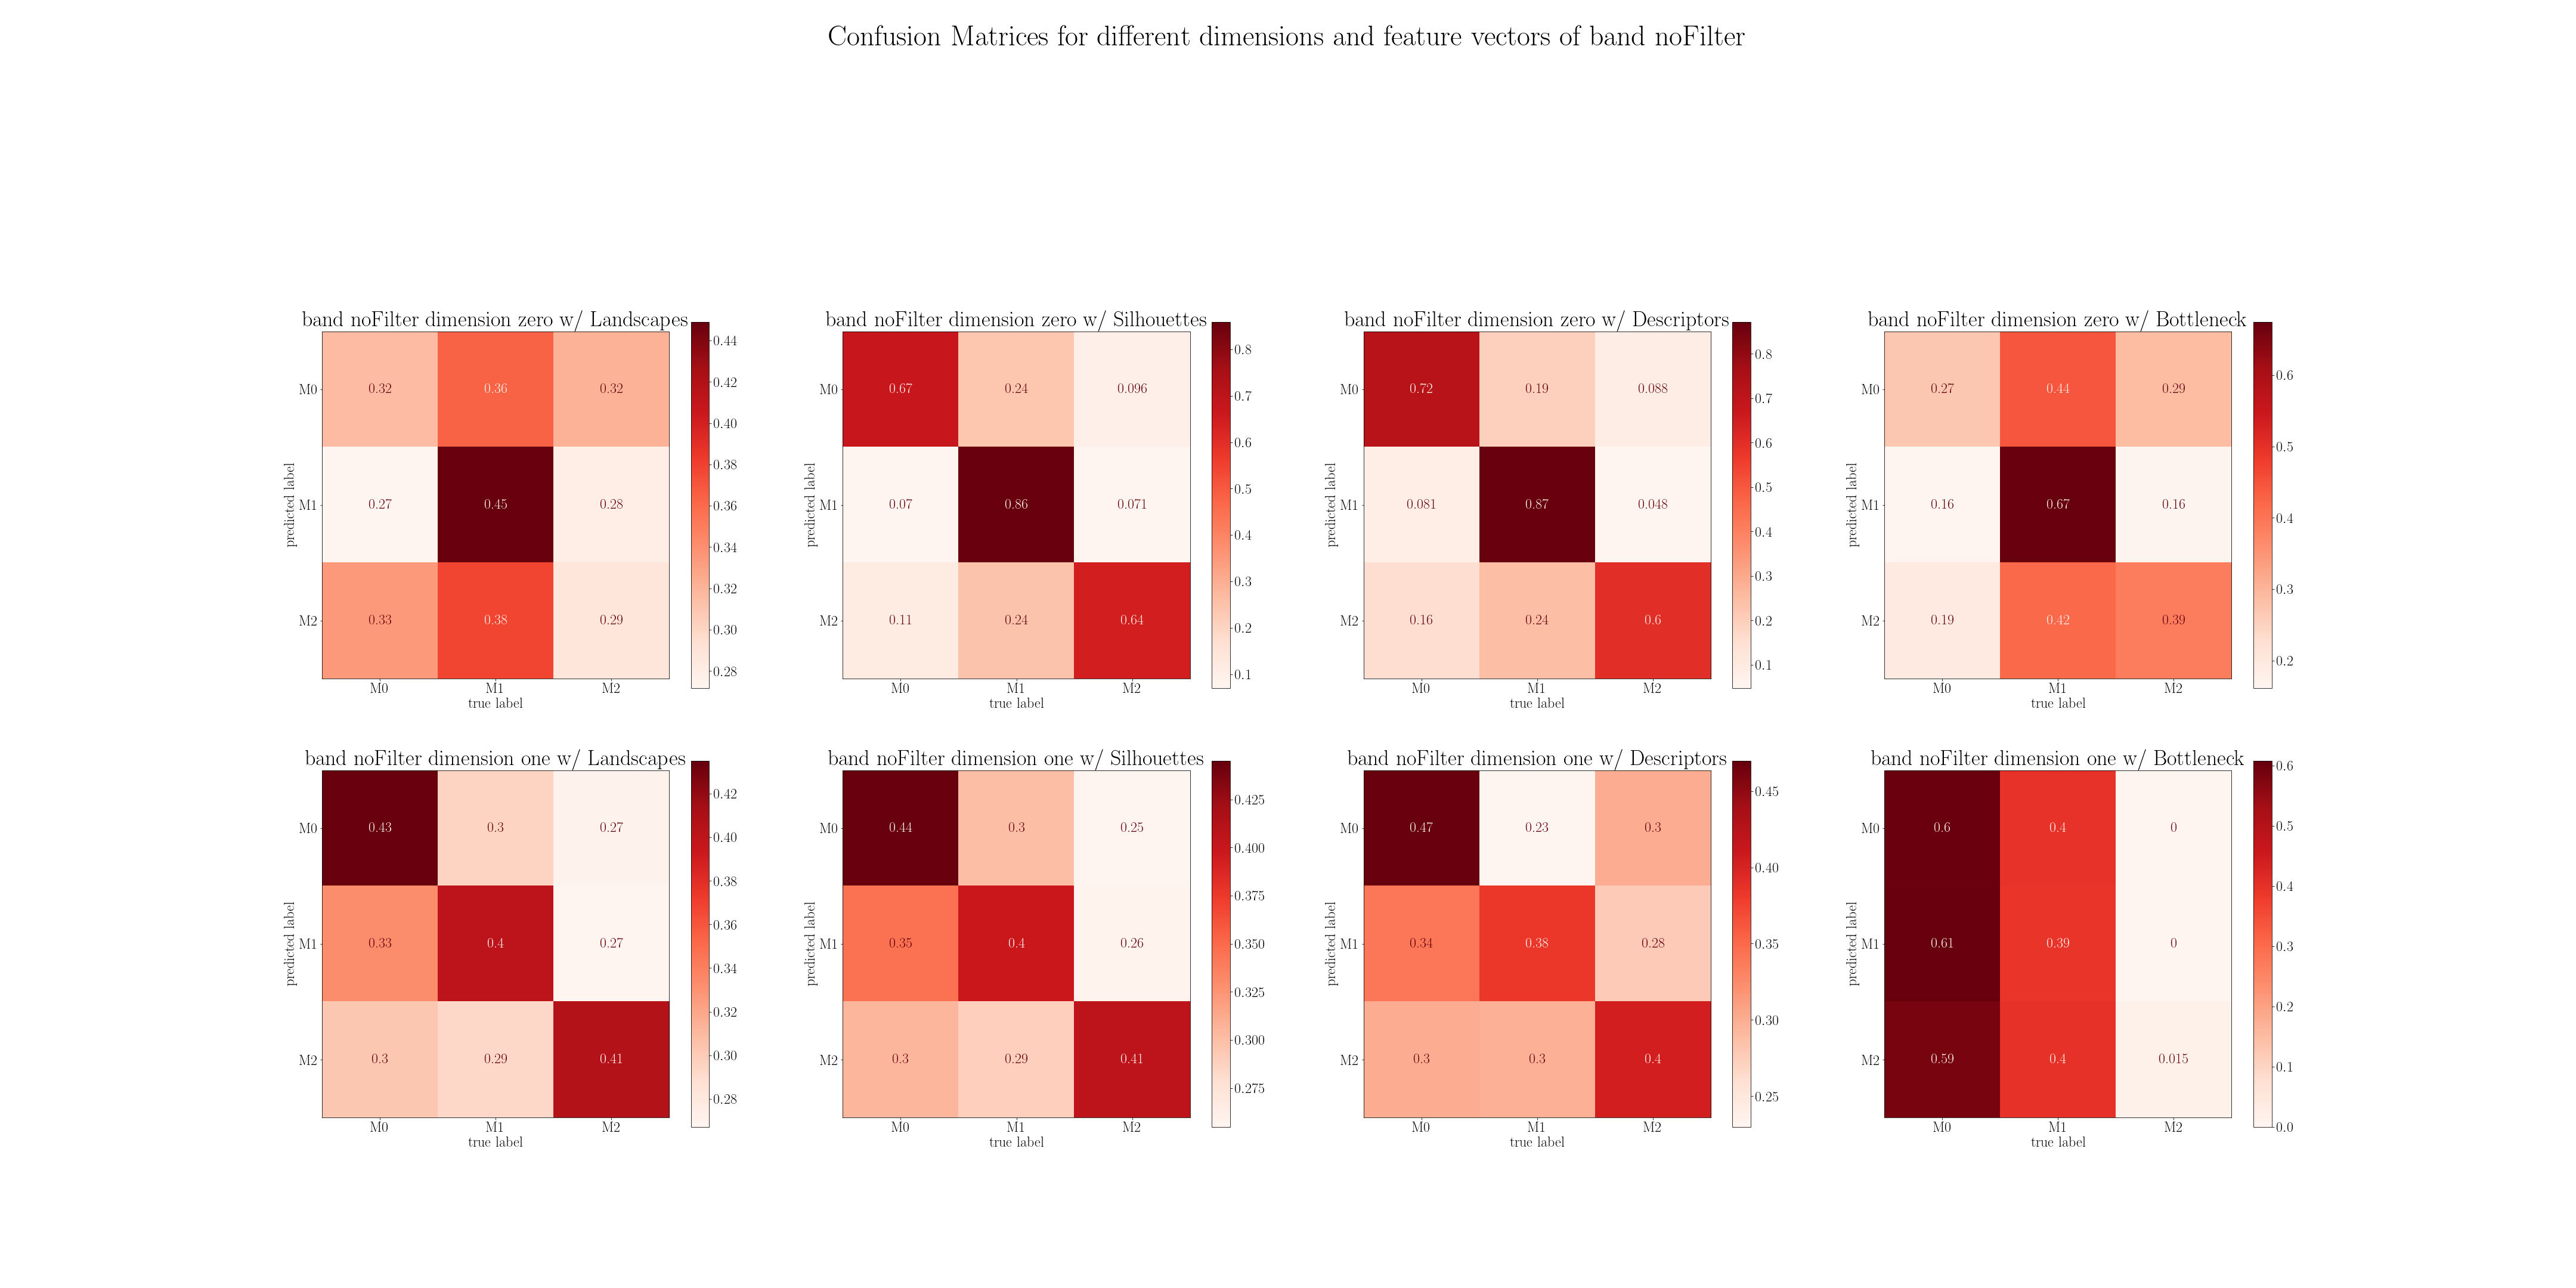 Confusion Matrices for different dimensions and feature vectors of band noFilter
band noFilter dimension zero w/ Landscapes
predicted label
M0 0.32 0.36 0.32
M1 0.27 0.45 0.28
M2 0.33 0.38 0.29
M0 M1 M2
true label
0.44
0.42
0.40
0.38
0.36
0.34
0.32
0.30
0.28
band noFilter dimension zero w/ Silhouettes
predicted label
M0 0.67 0.24 0.096
M1 0.07 0.86 0.071
M2 0.11 0.24 0.64
M0 M1 M2
true label
0.8
0.7
0.6
0.5
0.4
0.3
0.2
0.1
band noFilter dimension zero w/ Descriptors
predicted label
M0 0.72 0.19 0.088
M1 0.081 0.87 0.048
M2 0.16 0.24 0.6
M0 M1 M2
true label
0.8
0.7
0.6
0.5
0.4
0.3
0.2
0.1
band noFilter dimension zero w/ Bottleneck
predicted label
M0 0.27 0.44 0.29
M1 0.16 0.67 0.16
M2 0.19 0.42 0.39
M0 M1 M2
true label
0.6
0.5
0.4
0.3
0.2
band noFilter dimension one w/ Landscapes
predicted label
M0 0.43 0.3 0.27
M1 0.33 0.4 0.27
M2 0.3 0.29 0.41
M0 M1 M2
true label
0.42
0.40
0.38
0.36
0.34
0.32
0.30
0.28
band noFilter dimension one w/ Silhouettes
predicted label
M0 0.44 0.3 0.25
M1 0.35 0.4 0.26
M2 0.3 0.29 0.41
M0 M1 M2
true label
0.425
0.400
0.375
0.350
0.325
0.300
0.275
band noFilter dimension one w/ Descriptors
predicted label
M0 0.47 0.23 0.3
M1 0.34 0.38 0.28
M2 0.3 0.3 0.4
M0 M1 M2
true label
0.45
0.40
0.35
0.30
0.25
band noFilter dimension one w/ Bottleneck
predicted label
M0 0.6 0.4 0
M1 0.61 0.39 0
M2 0.59 0.4 0.015
M0 M1 M2
true label
0.6
0.5
0.4
0.3
0.2
0.1
0.0